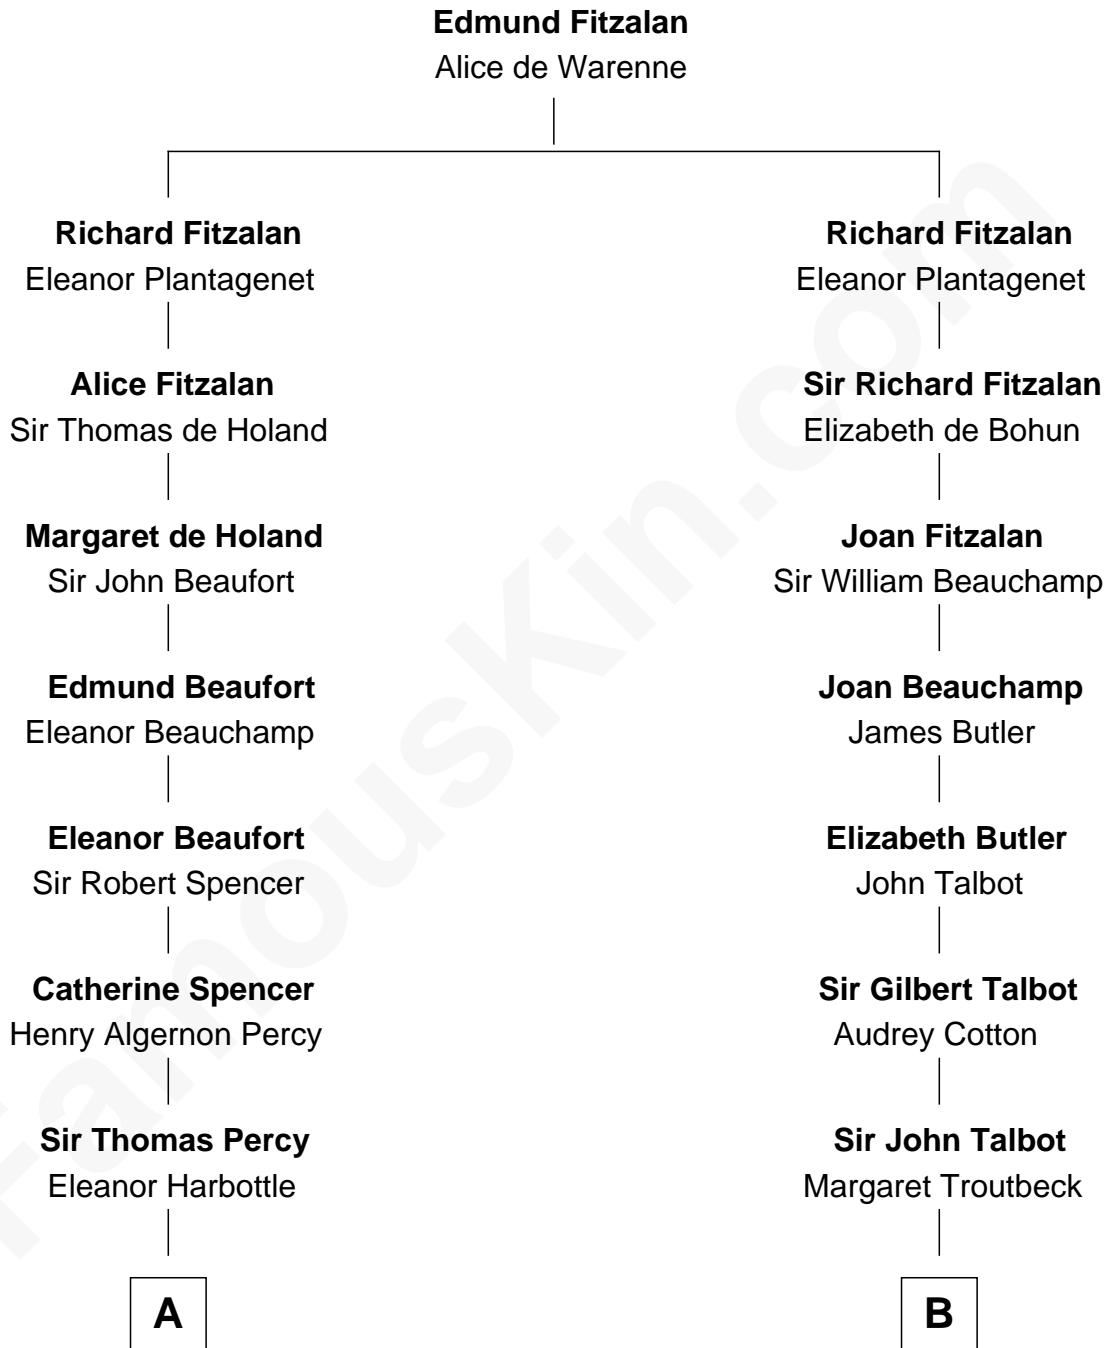 Edmund Fitzalan
Alice de Warenne
Richard Fitzalan
Eleanor Plantagenet
Alice Fitzalan
Sir Thomas de Holand
Margaret de Holand
Sir John Beaufort
Edmund Beaufort
Eleanor Beauchamp
Eleanor Beaufort
Sir Robert Spencer
Catherine Spencer
Henry Algernon Percy
Sir Thomas Percy
Eleanor Harbottle
A
Richard Fitzalan
Eleanor Plantagenet
Sir Richard Fitzalan
Elizabeth de Bohun
Joan Fitzalan
Sir William Beauchamp
Joan Beauchamp
James Butler
Elizabeth Butler
John Talbot
Sir Gilbert Talbot
Audrey Cotton
Sir John Talbot
Margaret Troutbeck
B
FamousKin.com